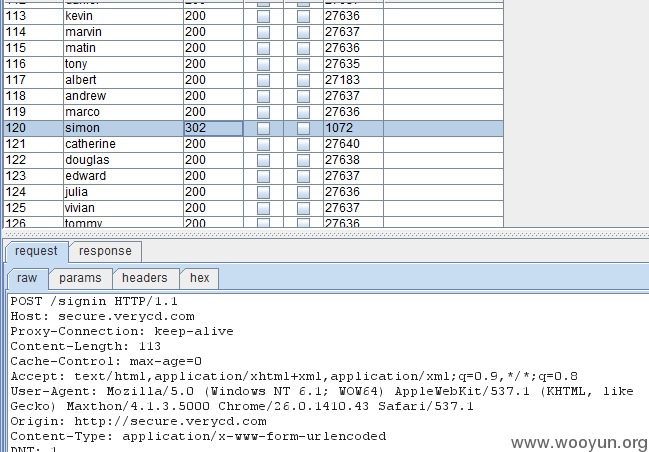 113 kevin 200 27636
114 marvin 200 27637
115 matin 200 27636
116 tony 200 27635
117 albert 200 27183
118 andrew 200 27637
119 marco 200 27636
120 simon 302 1072
121 catherine 200 27640
122 douglas 200 27638
123 edward 200 27637
124 julia 200 27636
125 vivian 200 27637
126 tommy 200 27636
request response
raw params headers hex
POST /signin HTTP/1.1
Host: secure.verycd.com
Proxy-Connection: keep-alive
Content-Length: 113
Cache-Control: max-age=0
Accept: text/html,application/xhtml+xml,application/xml;q=0.9,*/*;q=0.8
User-Agent: Mozilla/5.0 (Windows NT 6.1; WOW64) AppleWebKit/537.1 (KHTML, like
Gecko) Maxthon/4.1.3.5000 Chrome/26.0.1410.43 Safari/537.1
Origin: http://secure.verycd.com
Content-Type: application/x-www-form-urlencoded
DNT: 1
www.wooyun.org